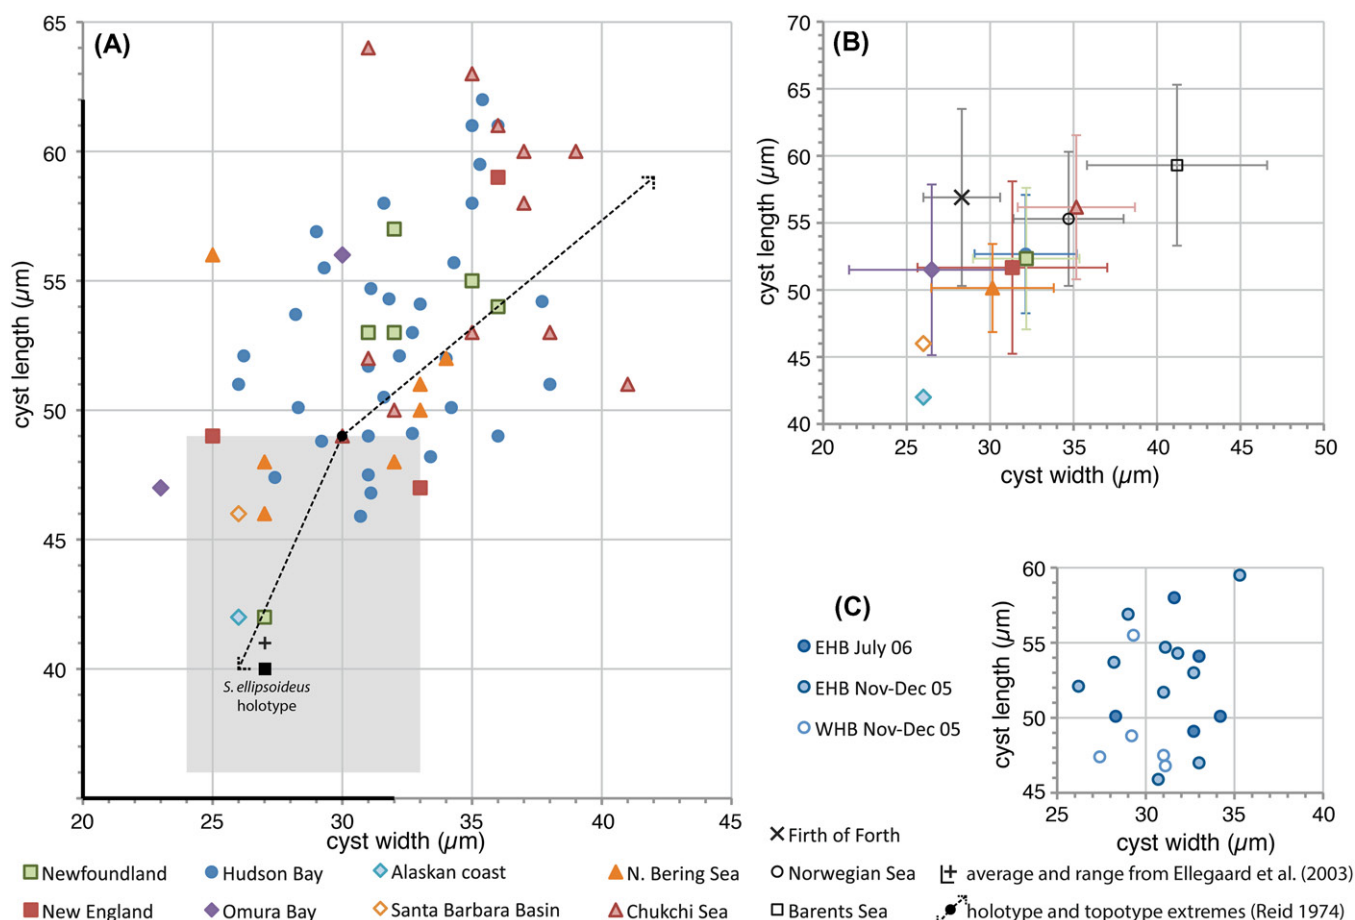 (A)
65
60
55
50
45
40
20
25
30
35
40
45
cyst length (µm)
cyst width (µm)
S. ellipsoideus
holotype
(B)
70
65
60
55
50
45
40
20
25
30
35
40
45
50
cyst length (µm)
cyst width (µm)
(C)
EHB July 06
EHB Nov-Dec 05
WHB Nov-Dec 05
60
55
50
45
25
30
35
40
cyst length (µm)
cyst width (µm)
Newfoundland
Hudson Bay
Alaskan coast
N. Bering Sea
New England
Omura Bay
Santa Barbara Basin
Chukchi Sea
Firth of Forth
Norwegian Sea
Barents Sea
average and range from Ellegaard et al. (2003)
holotype and topotype extremes (Reid 1974)